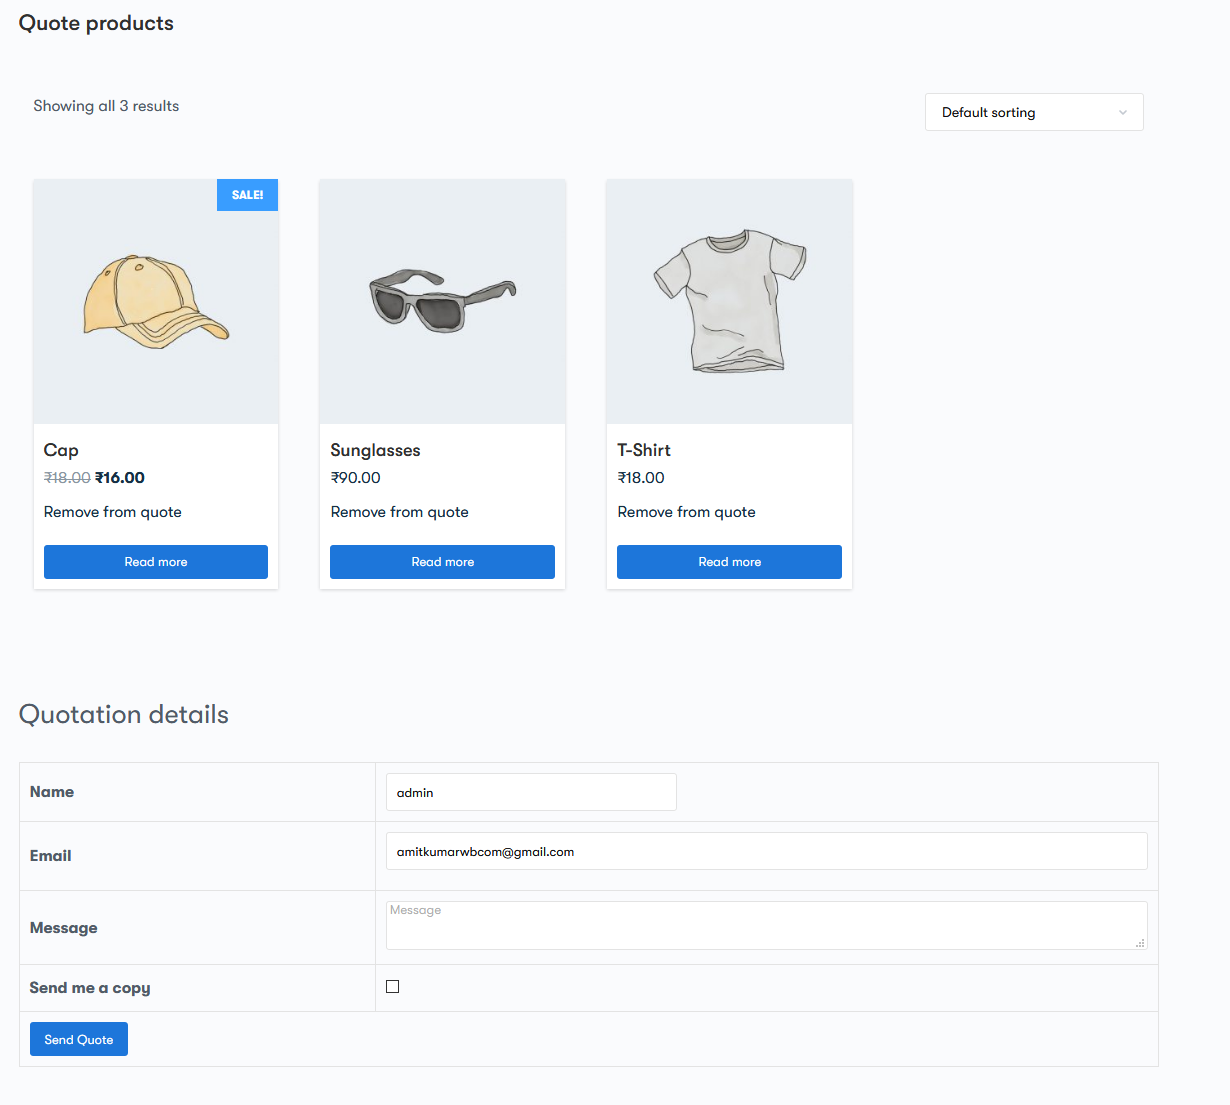 Quote products
Showing all 3 results
Default sorting
SALE!
Cap
₹18.00 ₹16.00
Remove from quote
Read more
Sunglasses
₹90.00
Remove from quote
Read more
T-Shirt
₹18.00
Remove from quote
Read more
Quotation details
Name
admin
Email
amitkumarwbcom@gmail.com
Message
Message
Send me a copy
Send Quote